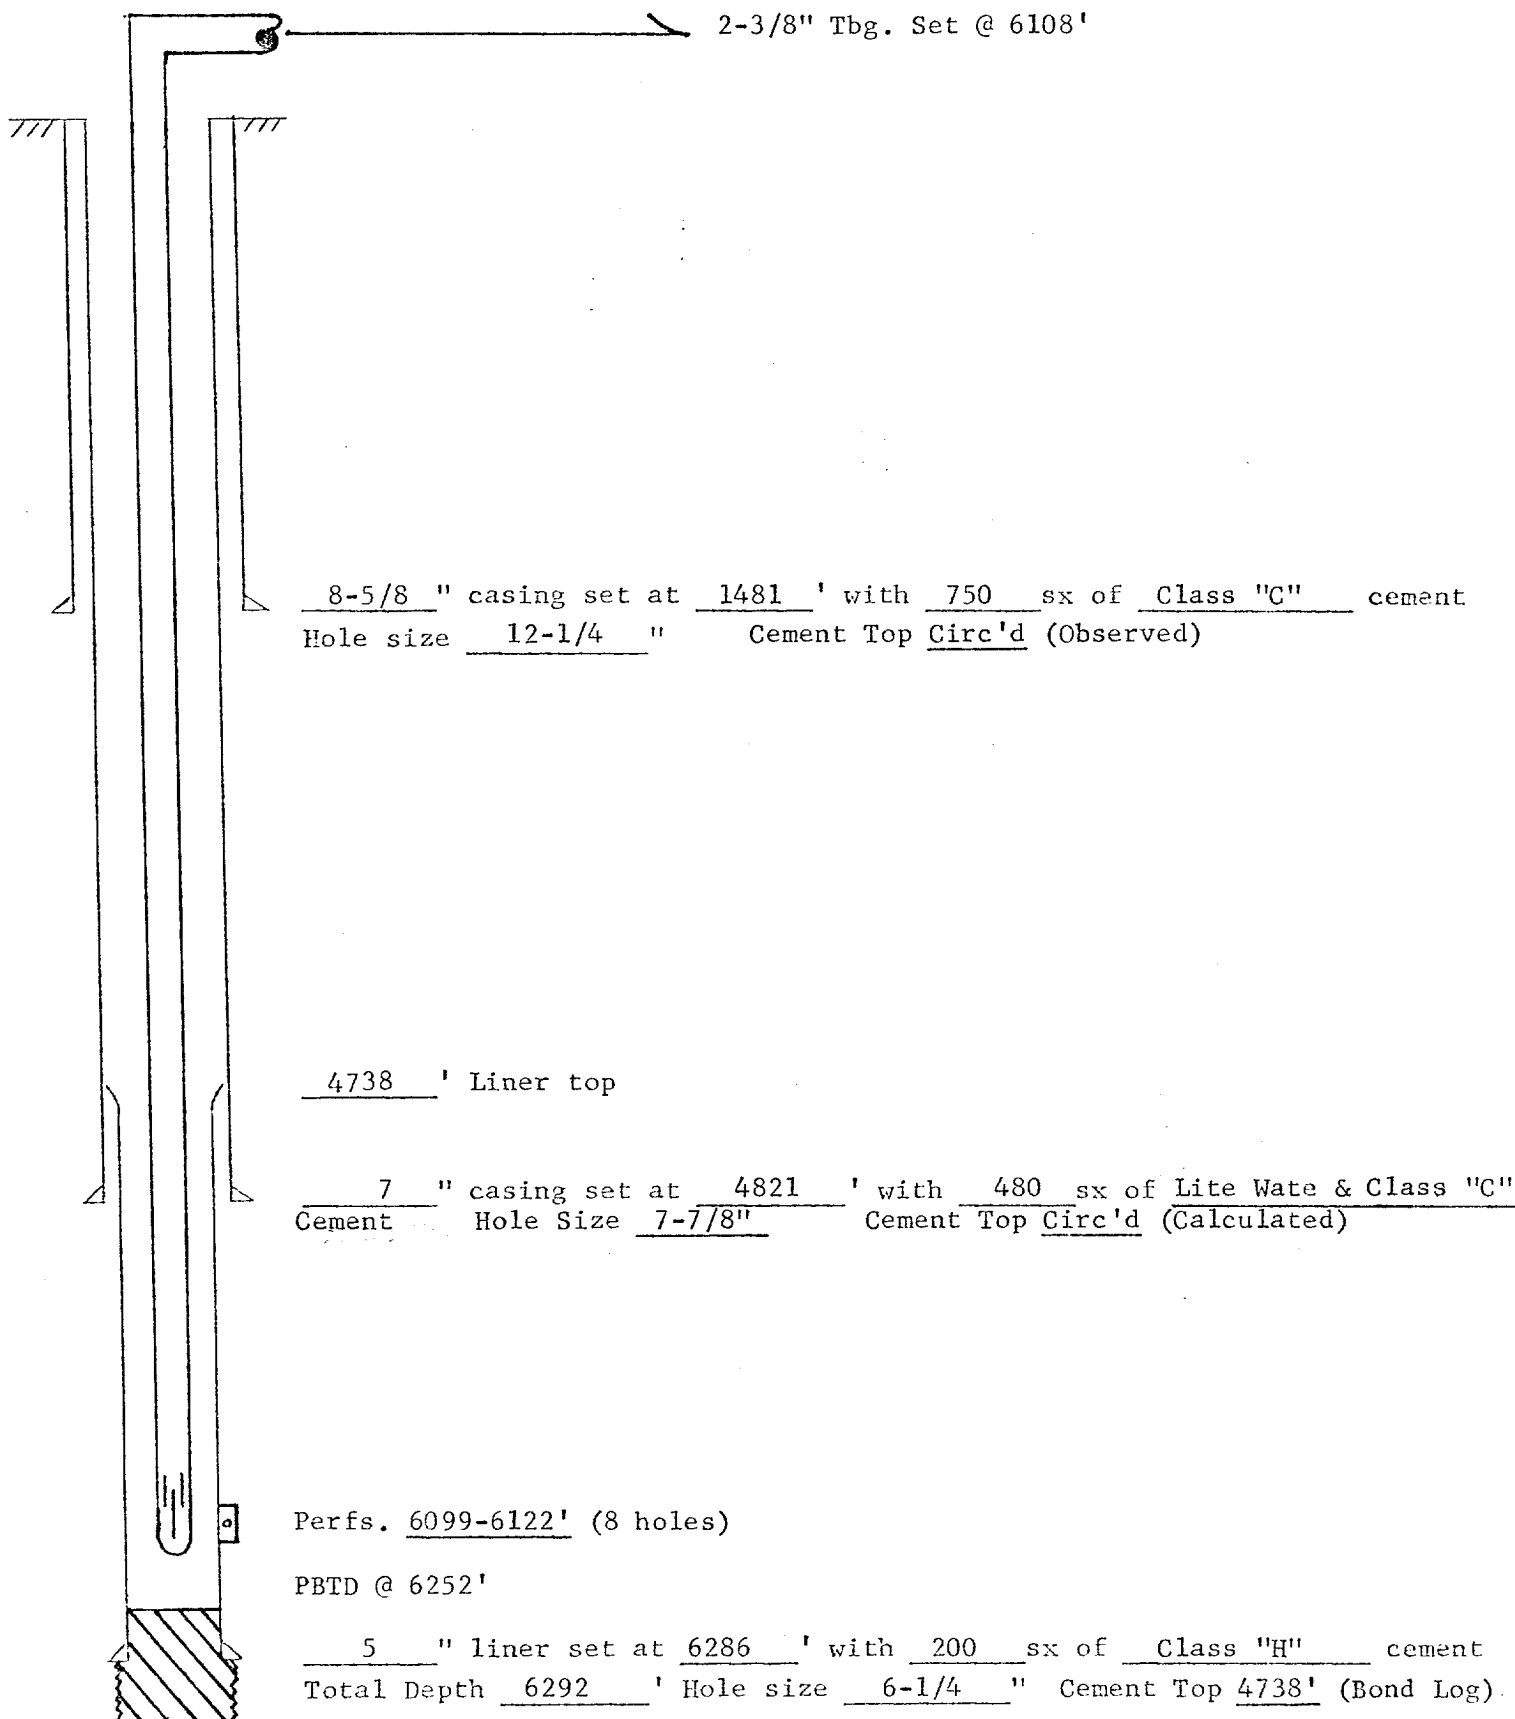 2-3/8" Tbg. Set @ 6108'
8-5/8 " casing set at 1481 ' with 750 sx of Class "C" cement
Hole size 12-1/4 " Cement Top Circ'd (Observed)
4738 ' Liner top
7 " casing set at 4821 ' with 480 sx of Lite Wate & Class "C"
Cement Hole Size 7-7/8" Cement Top Circ'd (Calculated)
Perfs. 6099-6122' (8 holes)
PBTD @ 6252'
5 " liner set at 6286 ' with 200 sx of Class "H" cement
Total Depth 6292 ' Hole size 6-1/4 " Cement Top 4738' (Bond Log)